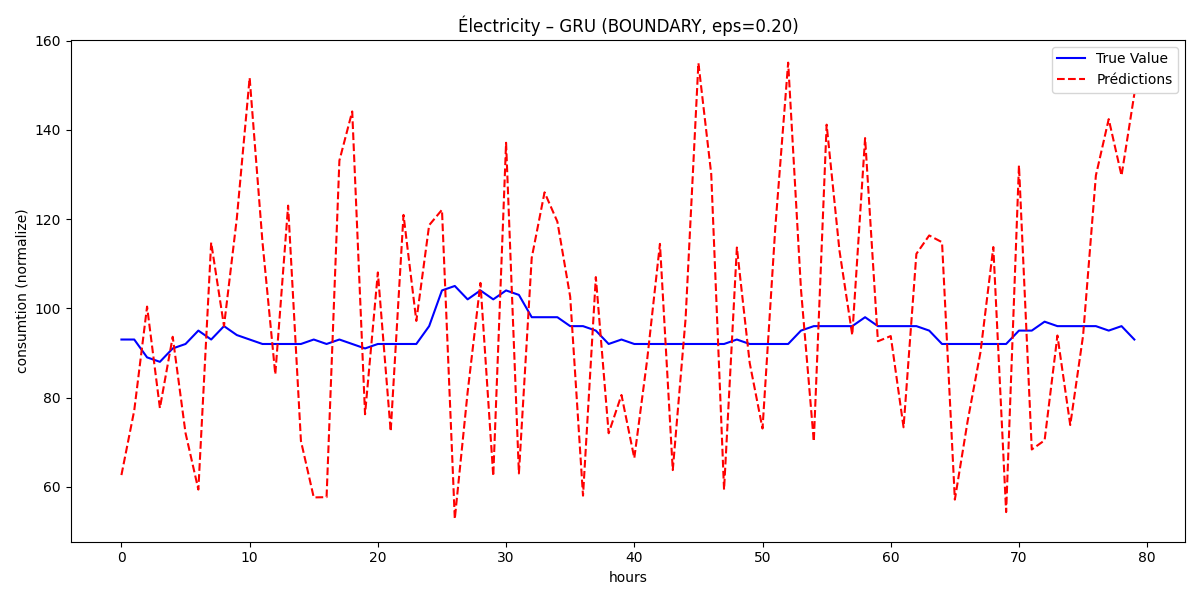 Électricity – GRU (BOUNDARY, eps=0.20)
True Value
Prédictions
consumtion (normalize)
160
140
120
100
80
60
0 10 20 30 40 50 60 70 80
hours